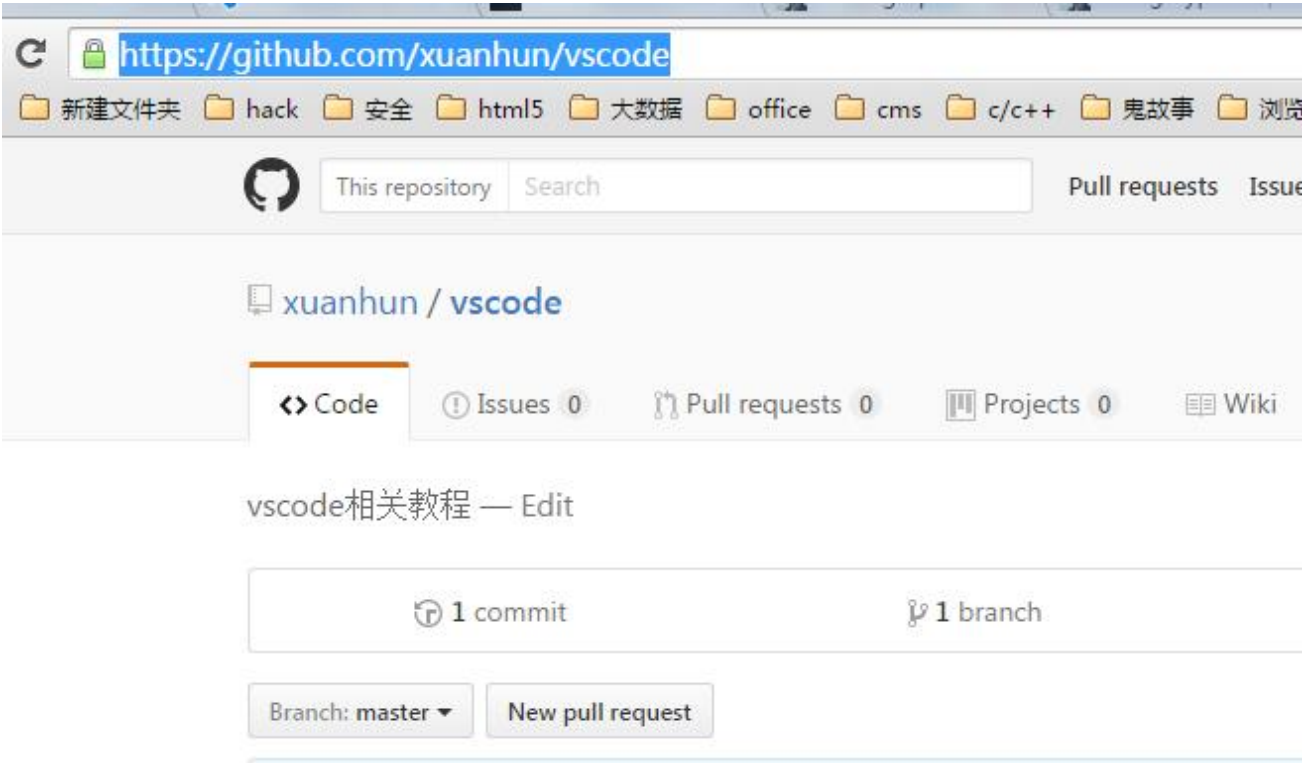 https://github.com/xuanhun/vscode
新建文件夹 hack 安全 html5 大数据 office cms c/c++ 鬼故事 浏览
This repository Search Pull requests Issue
xuanhun / vscode
Code Issues 0 Pull requests 0 Projects 0 Wiki
vscode相关教程 — Edit
1 commit 1 branch
Branch: master New pull request